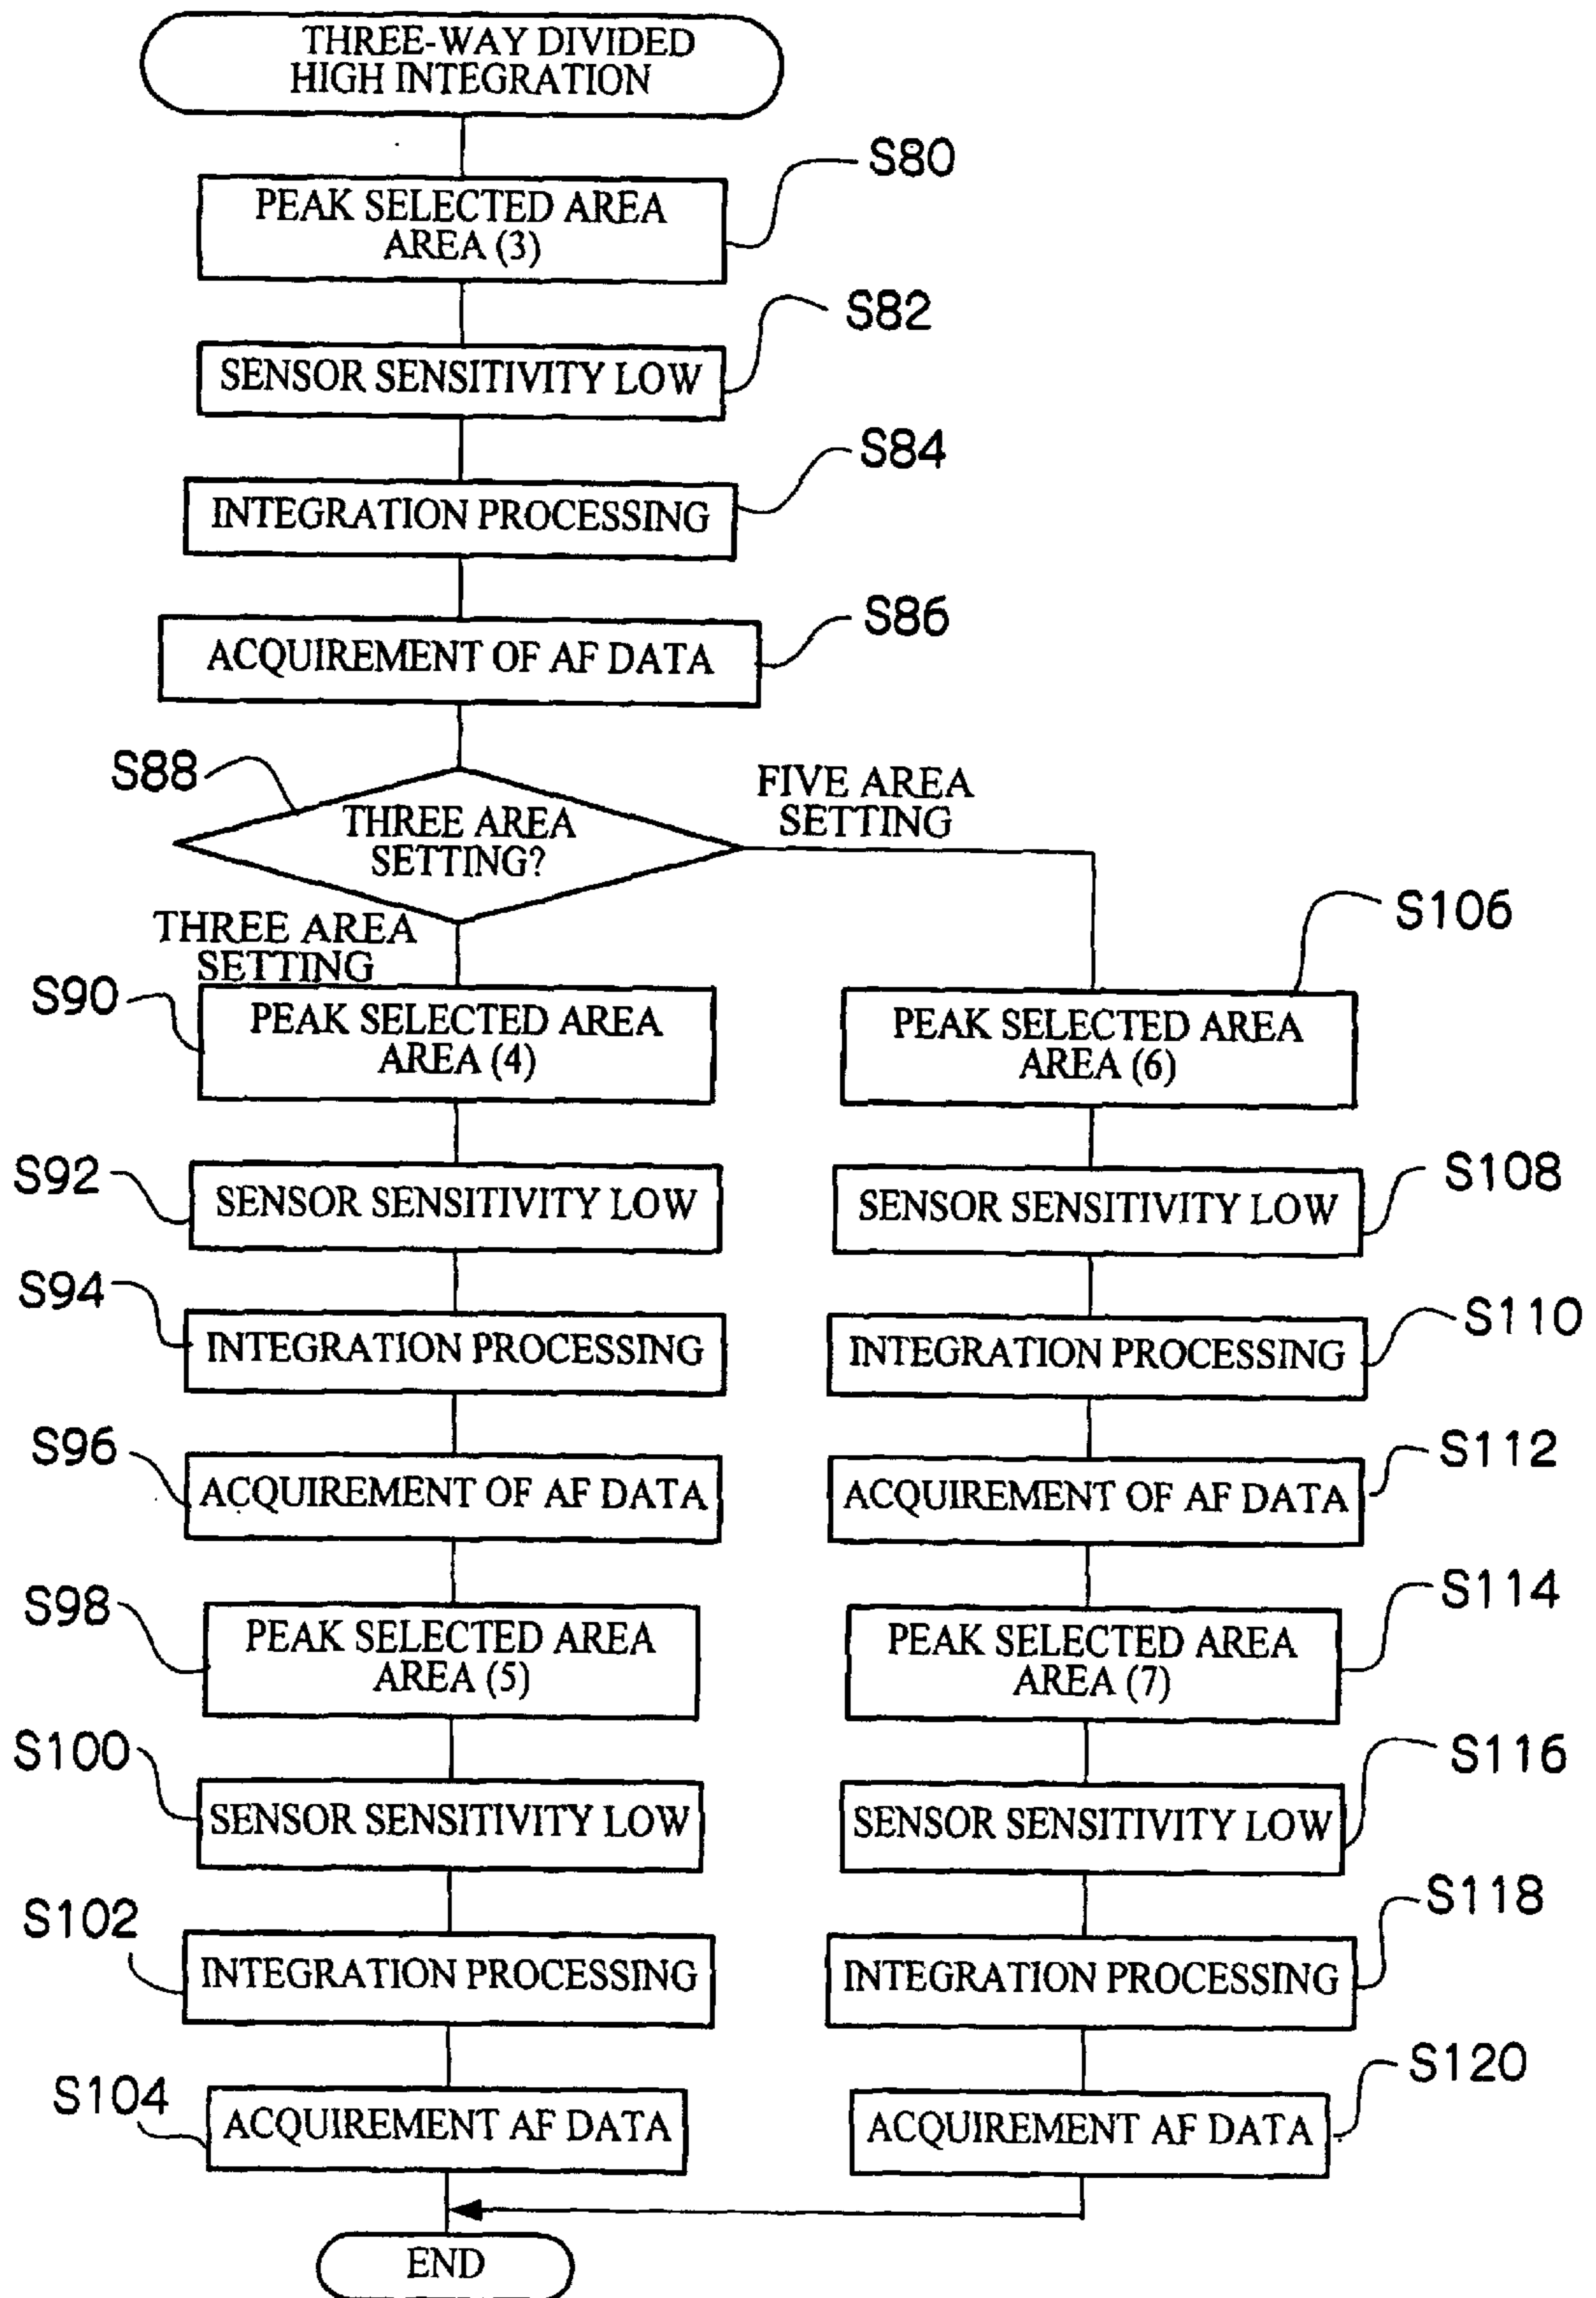 THREE-WAY DIVIDED
HIGH INTEGRATION
S80
PEAK SELECTED AREA
AREA (3)
S82
SENSOR SENSITIVITY LOW
S84
INTEGRATION PROCESSING
S86
ACQUIREMENT OF AF DATA
S88
THREE AREA
SETTING?
FIVE AREA
SETTING
THREE AREA
SETTING
S90
PEAK SELECTED AREA
AREA (4)
S92
SENSOR SENSITIVITY LOW
S94
INTEGRATION PROCESSING
S96
ACQUIREMENT OF AF DATA
S98
PEAK SELECTED AREA
AREA (5)
S100
SENSOR SENSITIVITY LOW
S102
INTEGRATION PROCESSING
S104
ACQUIREMENT AF DATA
S106
PEAK SELECTED AREA
AREA (6)
S108
SENSOR SENSITIVITY LOW
S110
INTEGRATION PROCESSING
S112
ACQUIREMENT OF AF DATA
S114
PEAK SELECTED AREA
AREA (7)
S116
SENSOR SENSITIVITY LOW
S118
INTEGRATION PROCESSING
S120
ACQUIREMENT AF DATA
END